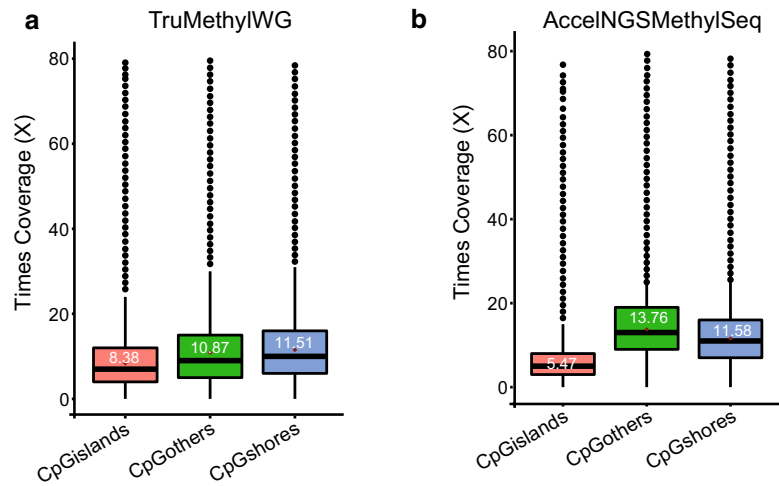 a
TruMethylWG
Times Coverage (X)
80
60
40
20
0
8.38
10.87
11.51
CpGislands
CpGothers
CpGshores
b
AccelNGSMethylSeq
Times Coverage (X)
80
60
40
20
0
5.47
13.76
11.58
CpGislands
CpGothers
CpGshores